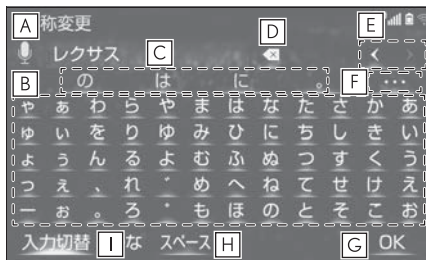 A 称変更 D E
レクサス C < >
の は に 。 F …
B
ゃ ぁ わ ら や ま は な た さ か あ
ゅ ぃ を り ゆ み ひ に ち し き い
ょ ぅ ん る よ む ふ ぬ つ す く う
っ ぇ 、 れ ゛ め へ ね て せ け え
ー ぉ 。 ろ ゜ も ほ の と そ こ お
入力切替 I な スペース H G OK